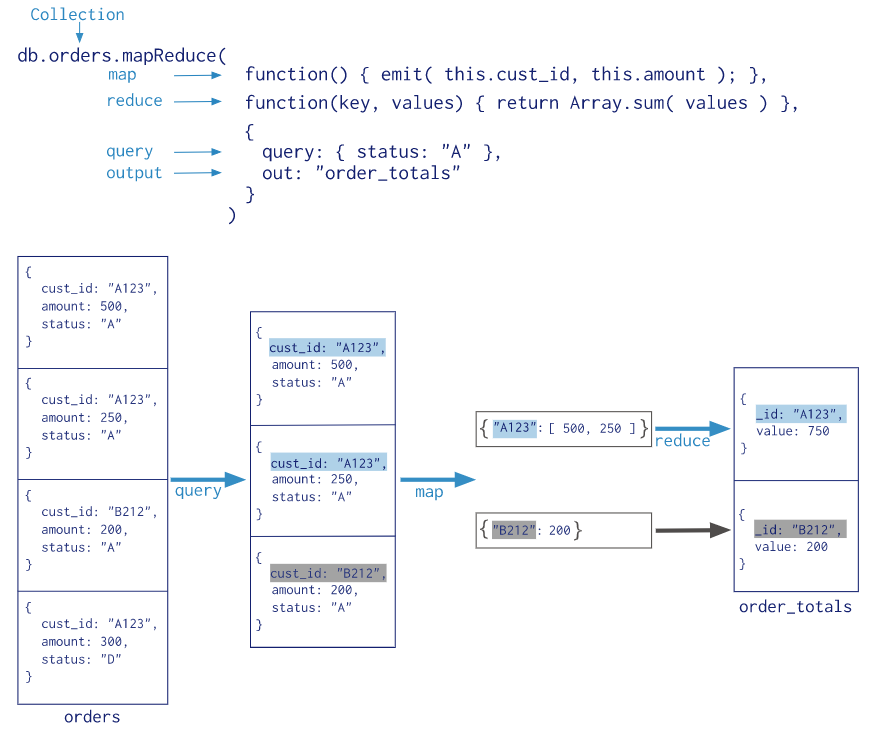 Collection
db.orders.mapReduce(
map function() { emit( this.cust_id, this.amount ); },
reduce function(key, values) { return Array.sum( values ) },
{
query query: { status: "A" },
output out: "order_totals"
}
)
{
cust_id: "A123",
amount: 500,
status: "A"
}
{
cust_id: "A123",
amount: 250,
status: "A"
}
{
cust_id: "B212",
amount: 200,
status: "A"
}
{
cust_id: "A123",
amount: 300,
status: "D"
}
orders
query
{
cust_id: "A123",
amount: 500,
status: "A"
}
{
cust_id: "A123",
amount: 250,
status: "A"
}
{
cust_id: "B212",
amount: 200,
status: "A"
}
map
{"A123": [ 500, 250 ]}
{"B212": 200}
reduce
{
_id: "A123",
value: 750
}
{
_id: "B212",
value: 200
}
order_totals